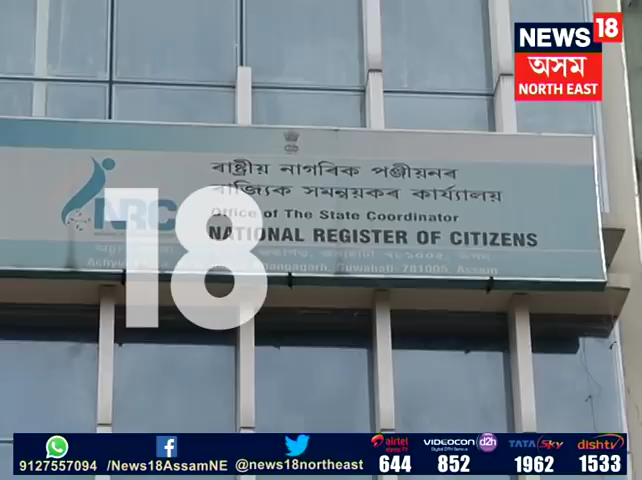 NEWS 18
অসম
NORTH EAST
ৰাষ্ট্ৰীয় নাগৰিক পঞ্জীয়নৰ
ৰাজ্যিক সমন্বয়কৰ কাৰ্য্যালয়
NRC
Office of The State Coordinator
NATIONAL REGISTER OF CITIZENS
Guwahati 781005, Assam
18
9127557094
/News18AssamNE
@news18northeast
airtel
644
VIDEOCON d2h
852
TATA Sky
1962
dishtv
1533